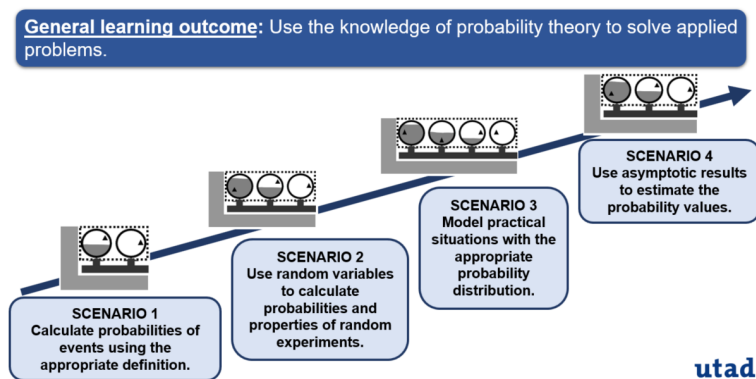 General learning outcome: Use the knowledge of probability theory to solve applied
problems.
SCENARIO 1
Calculate probabilities of
events using the
appropriate definition.
SCENARIO 2
Use random variables
to calculate
probabilities and
properties of random
experiments.
SCENARIO 3
Model practical
situations with the
appropriate
probability
distribution.
SCENARIO 4
Use asymptotic results
to estimate the
probability values.
utad